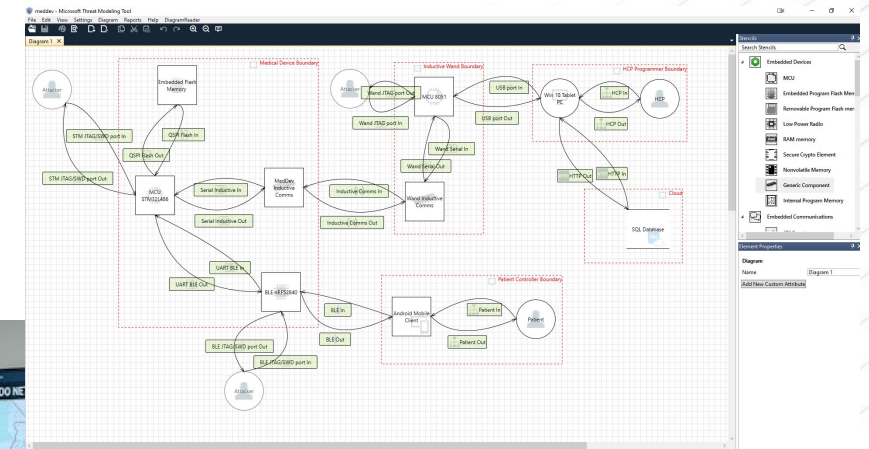 meddev - Microsoft Threat Modeling Tool
File Edit View Settings Diagram Reports Help DiagramReader
Diagram 1
Medical Device Boundary
Inductive Wand Boundary
HCP Programmer Boundary
Attacker
Embedded Flash Memory
Attacker
Wand JTAG port Out
MCU 8051
USB port In
Win 10 Tablet PC
HCP In
HCP
Wand JTAG port In
USB port Out
HCP Out
STM JTAG/SWD port In
QSPI Flash In
QSPI Flash Out
Wand Serial In
Wand Serial Out
STM JTAG/SWD port Out
MCU STM32L486
Serial Inductive In
MedDev Inductive Comms
Inductive Comms In
Wand Inductive Comms
HTTP Out
HTTP In
Cloud
Serial Inductive Out
Inductive Comms Out
SQL Database
UART BLE In
UART BLE Out
BLE nRF52840
Patient Controller Boundary
BLE In
Android Mobile Client
Patient In
Patient
BLE Out
Patient Out
BLE JTAG/SWD port Out
BLE JTAG/SWD port In
Attacker
Stencils
Search Stencils
Embedded Devices
MCU
Embedded Program Flash Mem
Removable Program Flash mer
Low Power Radio
RAM memory
Secure Crypto Element
Nonvolatile Memory
Generic Component
Internal Program Memory
Embedded Communications
Element Properties
Diagram
Name
Diagram 1
Add New Custom Attribute
DO NE